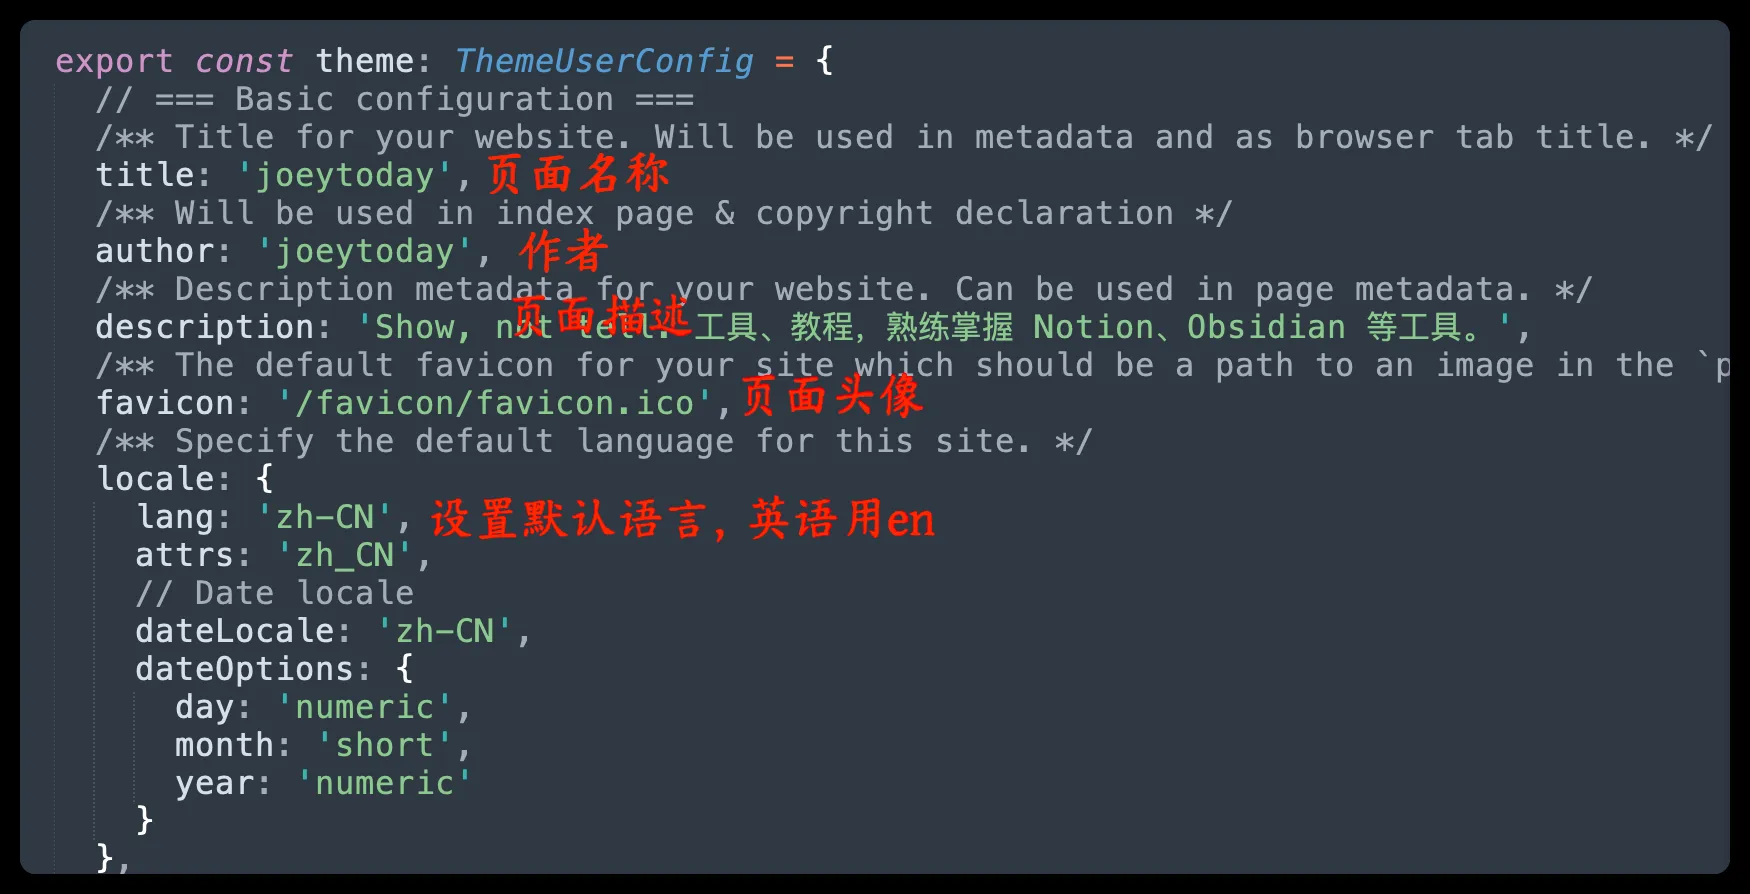 export const theme: ThemeUserConfig = {
// === Basic configuration ===
/** Title for your website. Will be used in metadata and as browser tab title. */
title: 'joeytoday', 页面名称
/** Will be used in index page & copyright declaration */
author: 'joeytoday', 作者
/** Description metadata for your website. Can be used in page metadata. */
页面描述
description: 'Show, not tell. 工具、教程，熟练掌握 Notion、Obsidian 等工具。',
/** The default favicon for your site which should be a path to an image in the `p
favicon: '/favicon/favicon.ico', 页面头像
/** Specify the default language for this site. */
locale: {
lang: 'zh-CN', 设置默认语言，英语用en
attrs: 'zh_CN',
// Date locale
dateLocale: 'zh-CN',
dateOptions: {
day: 'numeric',
month: 'short',
year: 'numeric'
}
},